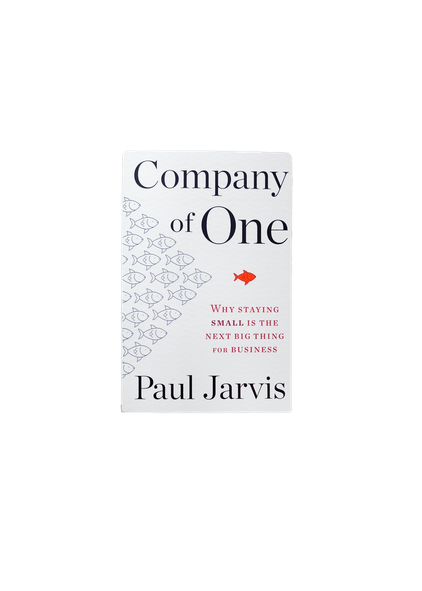 Company
of One
WHY STAYING
SMALL IS THE
NEXT BIG THING
FOR BUSINESS
Paul Jarvis